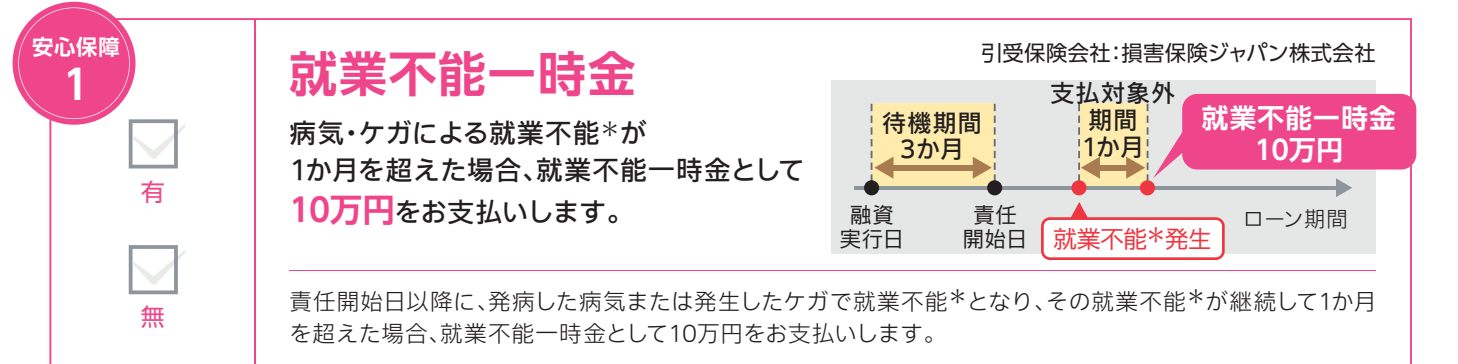 安心保障
1
有
無
就業不能一時金
病気・ケガによる就業不能＊が
1か月を超えた場合、就業不能一時金として
10万円をお支払いします。
引受保険会社：損害保険ジャパン株式会社
待機期間
3か月
支払対象外
期間
1か月
就業不能一時金
10万円
融資
実行日
責任
開始日
就業不能＊発生
ローン期間
責任開始日以降に、発病した病気または発生したケガで就業不能＊となり、その就業不能＊が継続して1か月
を超えた場合、就業不能一時金として10万円をお支払いします。